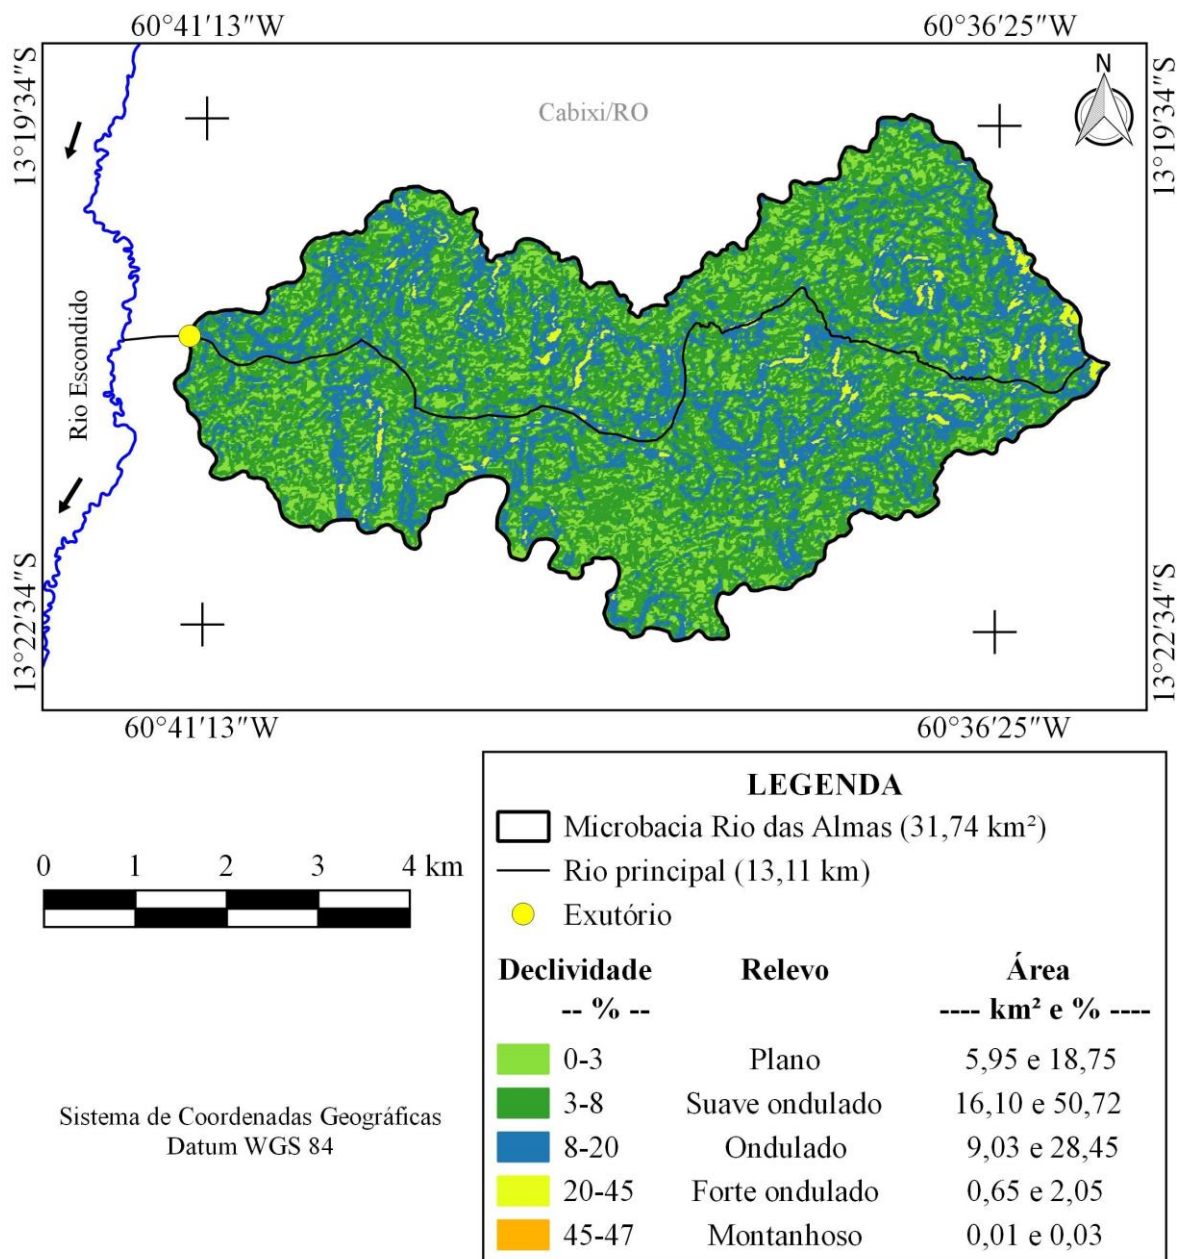 60°41′13″W 60°36′25″W
13°19′34″S
13°19′34″S
N
Cabixi/RO
Rio Escondido
13°22′34″S
13°22′34″S
60°41′13″W 60°36′25″W
0 1 2 3 4 km
Sistema de Coordenadas Geográficas
Datum WGS 84
LEGENDA
Microbacia Rio das Almas (31,74 km²)
Rio principal (13,11 km)
Exutório
Declividade Relevo Área
-- % -- ---- km² e % ----
0-3 Plano 5,95 e 18,75
3-8 Suave ondulado 16,10 e 50,72
8-20 Ondulado 9,03 e 28,45
20-45 Forte ondulado 0,65 e 2,05
45-47 Montanhoso 0,01 e 0,03